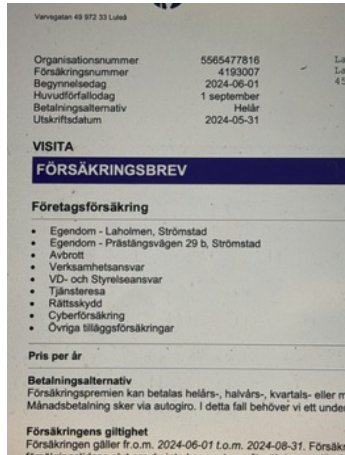 Varvsgatan 49 972 33 Luleå
Organisationsnummer 5565477816
Försäkringsnummer 4193007
Begynnelsedag 2024-06-01
Huvudförfallodag 1 september
Betalningsalternativ Helår
Utskriftsdatum 2024-05-31
La
La
45
VISITA
FÖRSÄKRINGSBREV
Företagsförsäkring
• Egendom - Laholmen, Strömstad
• Egendom - Prästängsvägen 29 b, Strömstad
• Avbrott
• Verksamhetsansvar
• VD- och Styrelseansvar
• Tjänsteresa
• Rättsskydd
• Cyberförsäkring
• Övriga tilläggsförsäkringar
Pris per år
Betalningsalternativ
Försäkringspremien kan betalas helårs-, halvårs-, kvartals- eller m
Månadsbetalning sker via autogiro. I detta fall behöver vi ett under
Försäkringens giltighet
Försäkringen gäller fr.o.m. 2024-06-01 t.o.m. 2024-08-31. Försäk